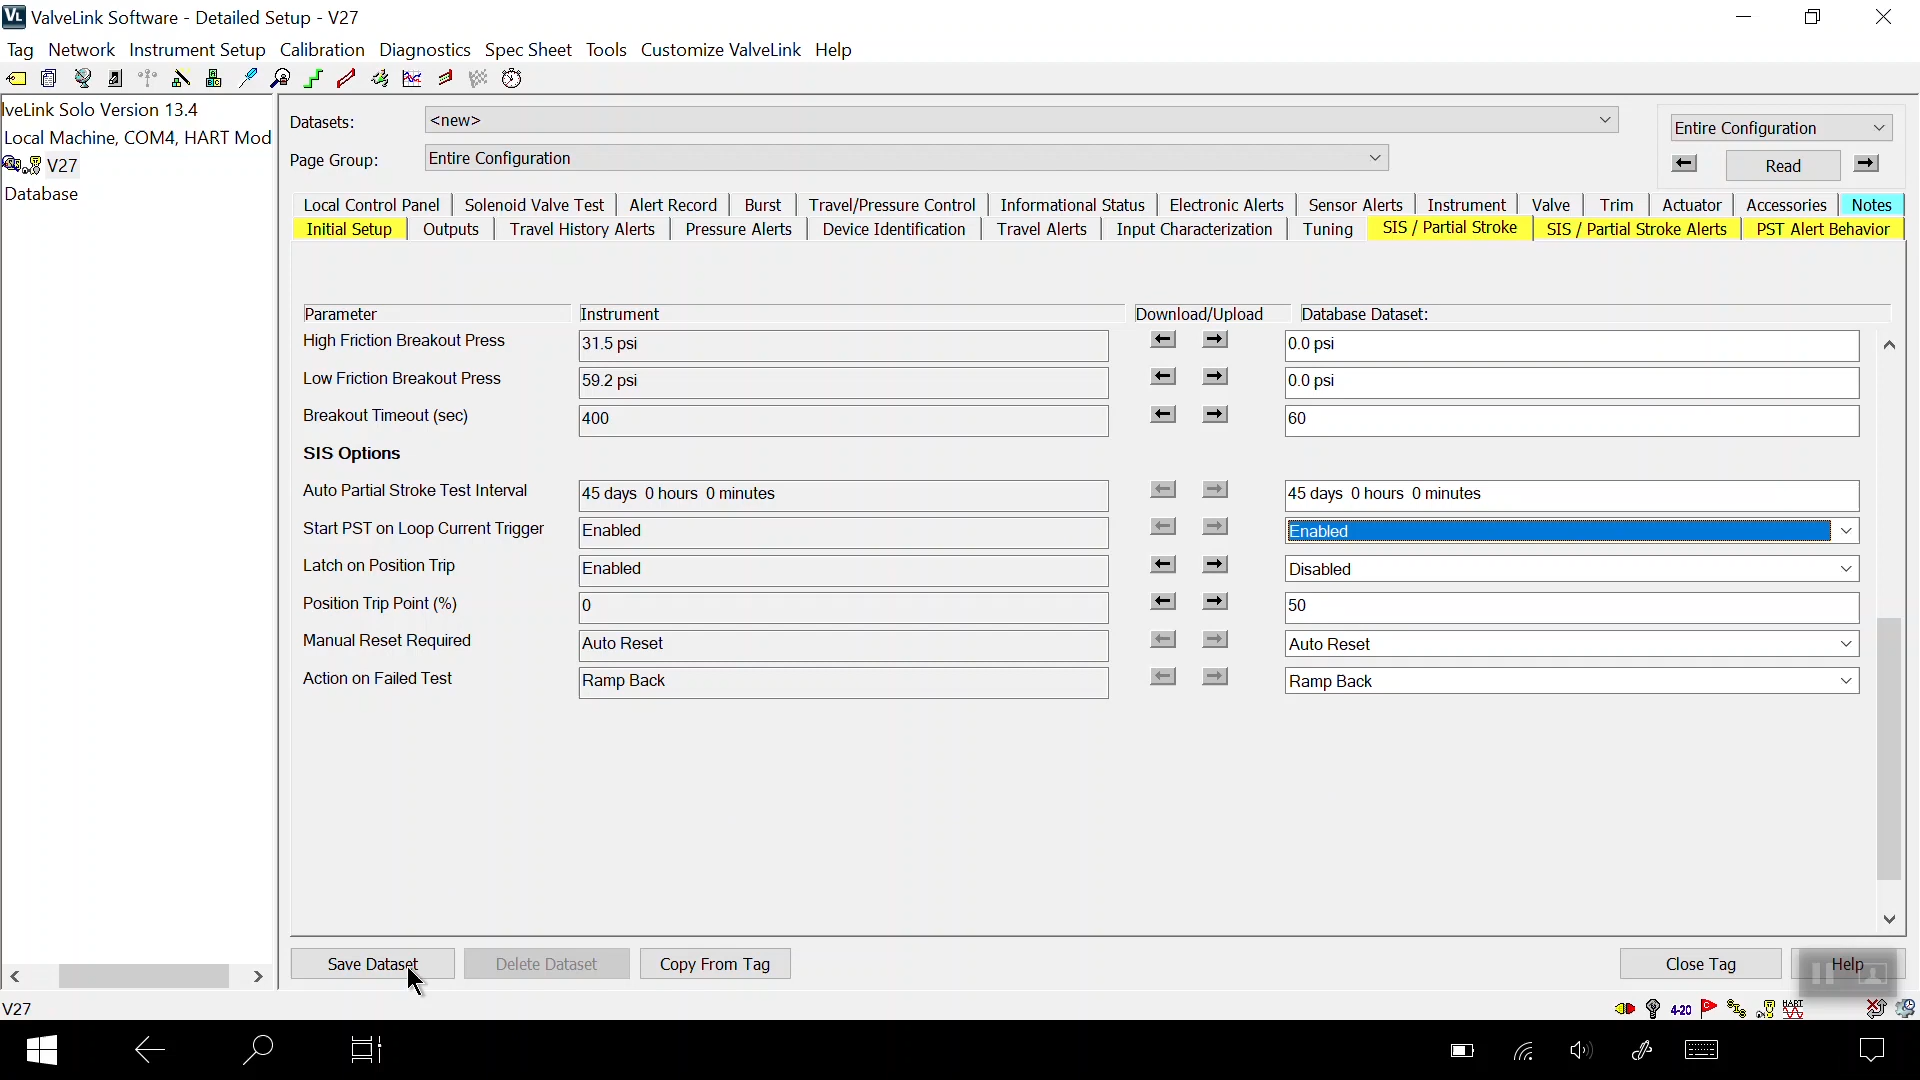 VL ValveLink Software - Detailed Setup - V27
Tag Network Instrument Setup Calibration Diagnostics Spec Sheet Tools Customize ValveLink Help
lveLink Solo Version 13.4
Local Machine, COM4, HART Mod
V27
Database
Datasets: <new>
Page Group: Entire Configuration
Entire Configuration
Read
Local Control Panel Solenoid Valve Test Alert Record Burst Travel/Pressure Control Informational Status Electronic Alerts Sensor Alerts Instrument Valve Trim Actuator Accessories Notes
Initial Setup Outputs Travel History Alerts Pressure Alerts Device Identification Travel Alerts Input Characterization Tuning SIS / Partial Stroke SIS / Partial Stroke Alerts PST Alert Behavior
Parameter Instrument Download/Upload Database Dataset:
High Friction Breakout Press 31.5 psi 0.0 psi
Low Friction Breakout Press 59.2 psi 0.0 psi
Breakout Timeout (sec) 400 60
SIS Options
Auto Partial Stroke Test Interval 45 days 0 hours 0 minutes 45 days 0 hours 0 minutes
Start PST on Loop Current Trigger Enabled Enabled
Latch on Position Trip Enabled Disabled
Position Trip Point (%) 0 50
Manual Reset Required Auto Reset Auto Reset
Action on Failed Test Ramp Back Ramp Back
Save Dataset Delete Dataset Copy From Tag Close Tag Help
V27 4-20 HART